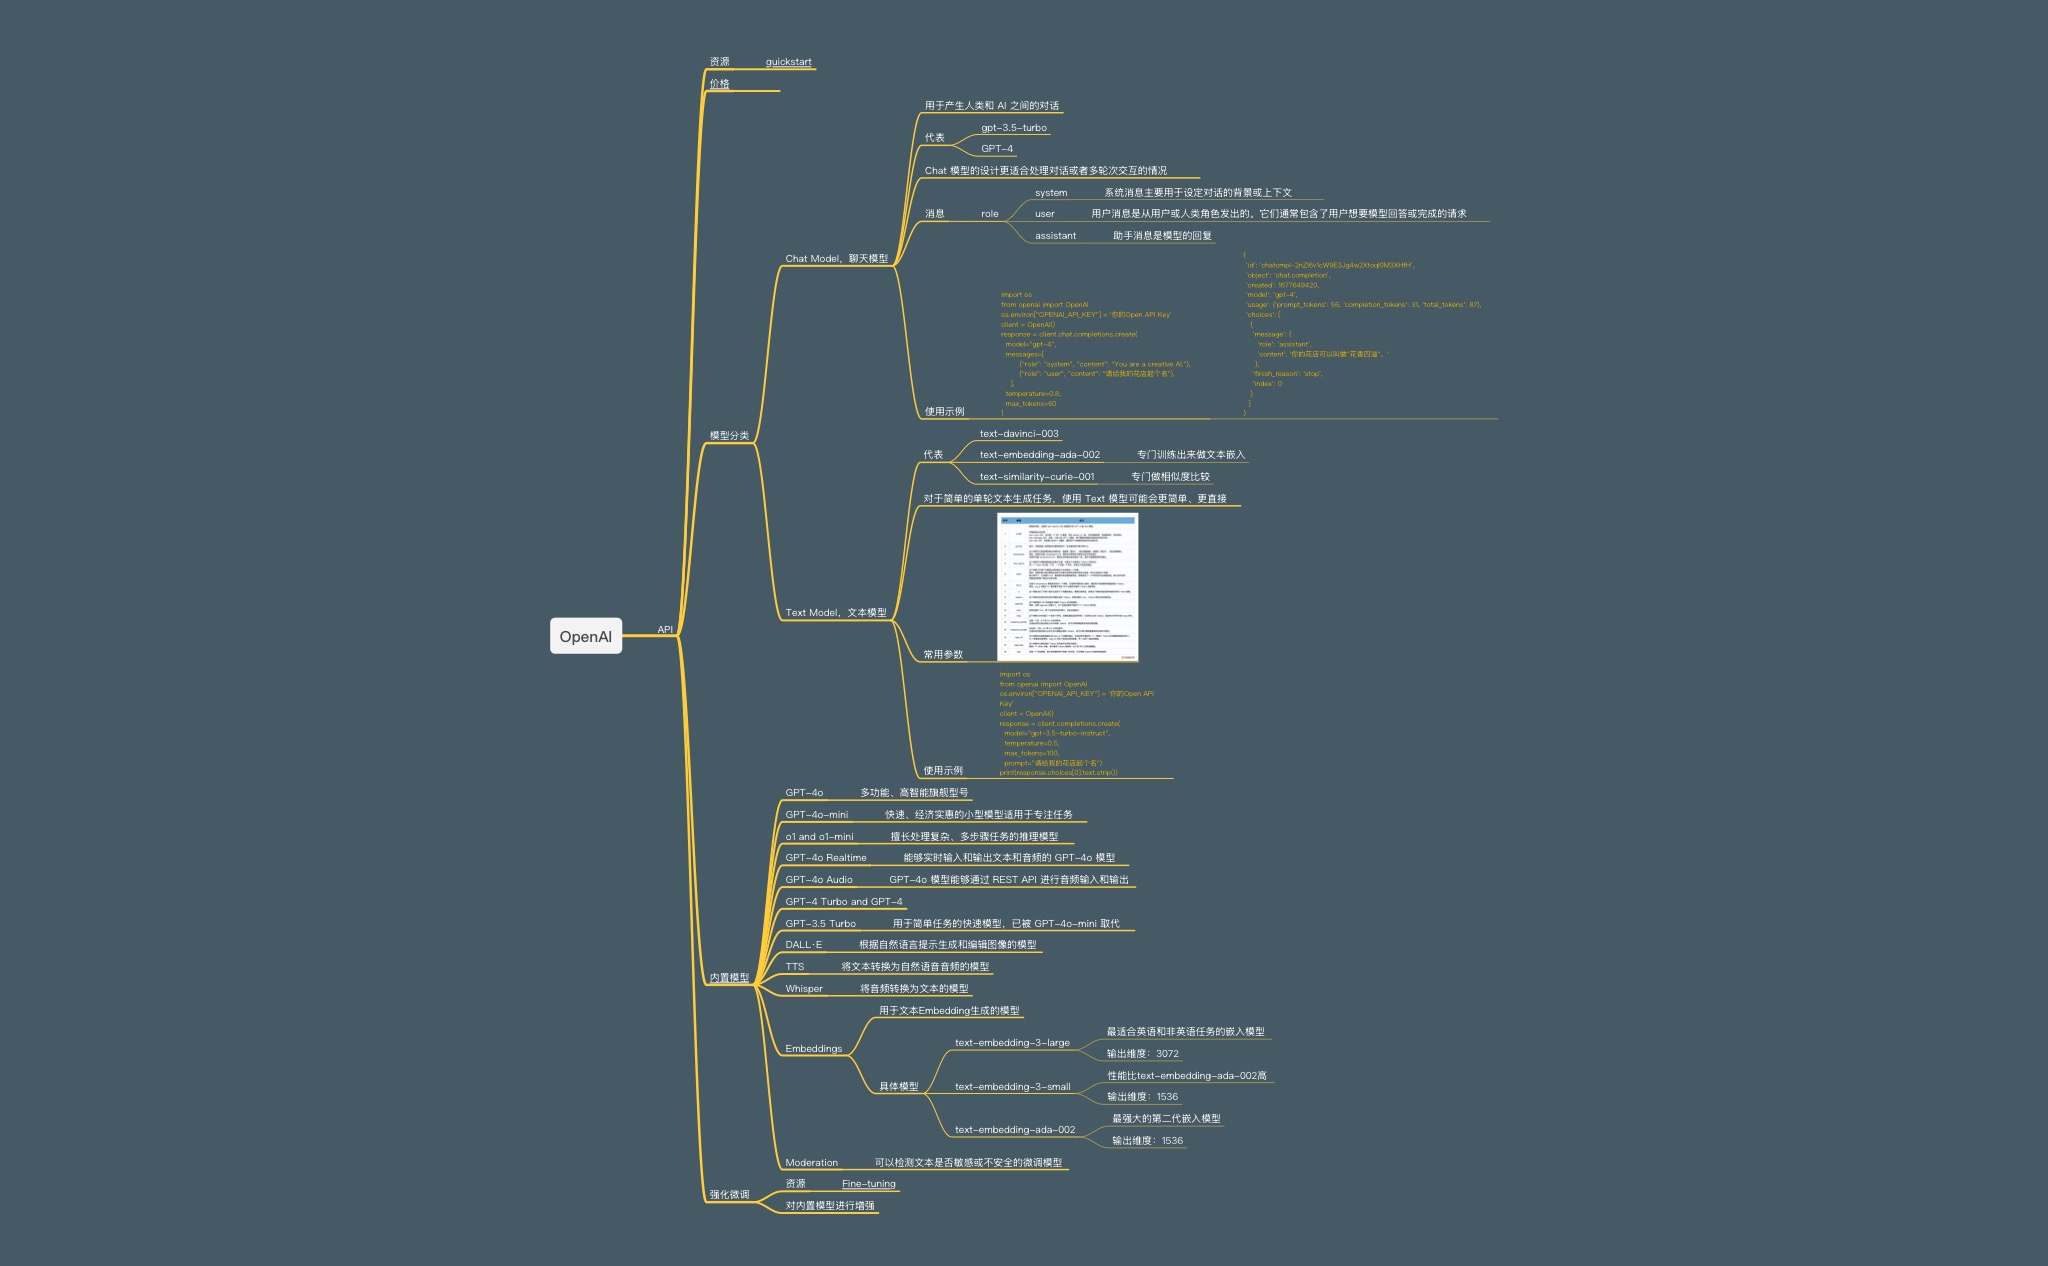 OpenAI
API
资源
quickstart
价格
模型分类
Chat Model，聊天模型
用于产生人类和 AI 之间的对话
代表
gpt-3.5-turbo
GPT-4
Chat 模型的设计更适合处理对话或者多轮次交互的情况
消息
role
system
系统消息主要用于设定对话的背景或上下文
user
用户消息是从用户或人类角色发出的。它们通常包含了用户想要模型回答或完成的请求
assistant
助手消息是模型的回复
使用示例
import os
from openai import OpenAI
os.environ["OPENAI_API_KEY"] = '你的Open API Key'
client = OpenAI()
response = client.chat.completions.create(
model="gpt-4",
messages=[
{"role": "system", "content": "You are a creative AI."},
{"role": "user", "content": "请给我的花店起个名"},
],
temperature=0.8,
max_tokens=60
)
{
'id': 'chatcmpl-2nZI6v1cW9E3Jg4w2Xtoql0M3XHfH',
'object': 'chat.completion',
'created': 1677649420,
'model': 'gpt-4',
'usage': {'prompt_tokens': 56, 'completion_tokens': 31, 'total_tokens': 87},
'choices': [
{
'message': {
'role': 'assistant',
'content': '你的花店可以叫做"花香四溢"。'
},
'finish_reason': 'stop',
'index': 0
}
]
}
Text Model，文本模型
代表
text-davinci-003
text-embedding-ada-002
专门训练出来做文本嵌入
text-similarity-curie-001
专门做相似度比较
对于简单的单轮文本生成任务，使用 Text 模型可能会更简单、更直接
常用参数
使用示例
import os
from openai import OpenAI
os.environ["OPENAI_API_KEY"] = '你的Open API
Key'
client = OpenAI()
response = client.completions.create(
model="gpt-3.5-turbo-instruct",
temperature=0.5,
max_tokens=100,
prompt="请给我的花店起个名")
print(response.choices[0].text.strip())
内置模型
GPT-4o
多功能、高智能旗舰型号
GPT-4o-mini
快速、经济实惠的小型模型适用于专注任务
o1 and o1-mini
擅长处理复杂、多步骤任务的推理模型
GPT-4o Realtime
能够实时输入和输出文本和音频的 GPT-4o 模型
GPT-4o Audio
GPT-4o 模型能够通过 REST API 进行音频输入和输出
GPT-4 Turbo and GPT-4
GPT-3.5 Turbo
用于简单任务的快速模型，已被 GPT-4o-mini 取代
DALL·E
根据自然语言提示生成和编辑图像的模型
TTS
将文本转换为自然语音音频的模型
Whisper
将音频转换为文本的模型
Embeddings
用于文本Embedding生成的模型
具体模型
text-embedding-3-large
最适合英语和非英语任务的嵌入模型
输出维度：3072
text-embedding-3-small
性能比text-embedding-ada-002高
输出维度：1536
text-embedding-ada-002
最强大的第二代嵌入模型
输出维度：1536
Moderation
可以检测文本是否敏感或不安全的微调模型
强化微调
资源
Fine-tuning
对内置模型进行增强